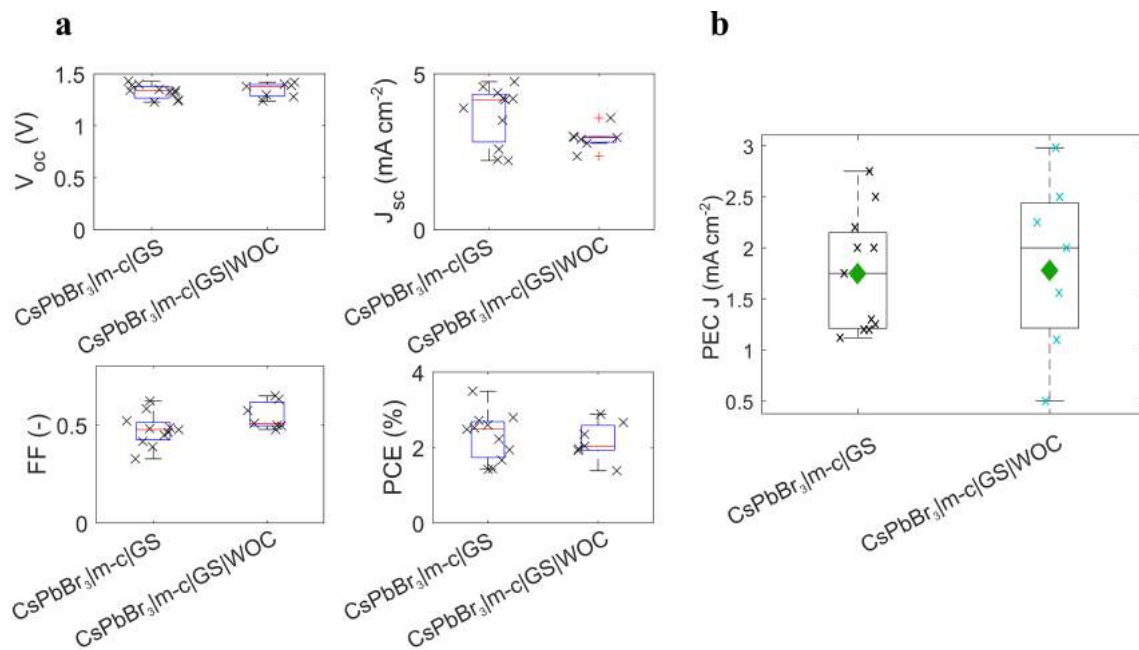 a
b
1.5
1
0.5
0
V_oc (V)
CsPbBr₃|m-c|GS
CsPbBr₃|m-c|GS|WOC
5
0
J_sc (mA cm⁻²)
CsPbBr₃|m-c|GS
CsPbBr₃|m-c|GS|WOC
0.5
0
FF (-)
CsPbBr₃|m-c|GS
CsPbBr₃|m-c|GS|WOC
4
2
0
PCE (%)
CsPbBr₃|m-c|GS
CsPbBr₃|m-c|GS|WOC
3
2.5
2
1.5
1
0.5
PEC J (mA cm⁻²)
CsPbBr₃|m-c|GS
CsPbBr₃|m-c|GS|WOC